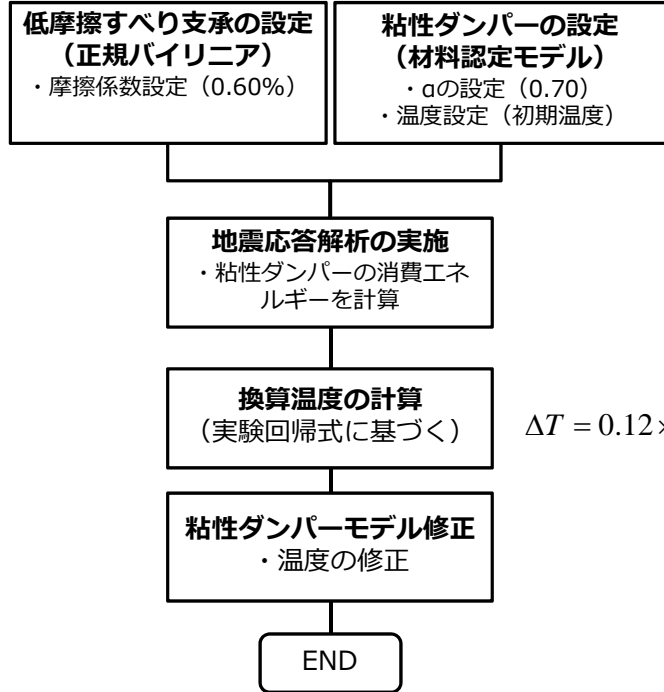 低摩擦すべり支承の設定
（正規バイリニア）
・摩擦係数設定（0.60%）
粘性ダンパーの設定
（材料認定モデル）
・αの設定（0.70）
・温度設定（初期温度）
地震応答解析の実施
・粘性ダンパーの消費エネ
ルギーを計算
換算温度の計算
（実験回帰式に基づく）
ΔT = 0.12×
粘性ダンパーモデル修正
・温度の修正
END